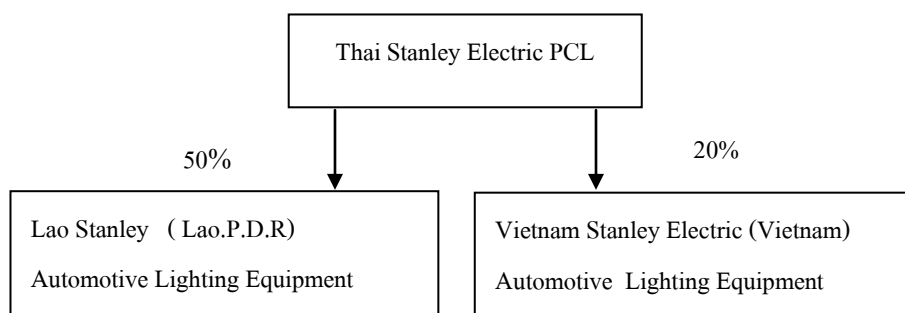 Thai Stanley Electric PCL
50%
20%
Lao Stanley ( Lao.P.D.R)
Automotive Lighting Equipment
Vietnam Stanley Electric (Vietnam)
Automotive Lighting Equipment